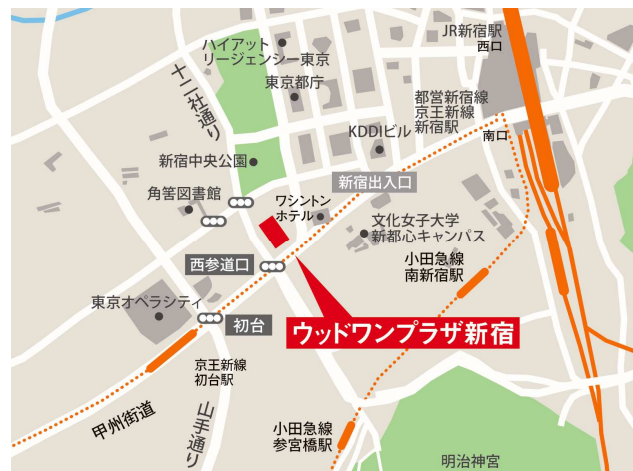 ハイアット
リージェンシー東京
JR新宿駅
西口
十二社通り
東京都庁
都営新宿線
京王新線
新宿駅
KDDIビル
南口
新宿中央公園
新宿出入口
角筈図書館
ワシントン
ホテル
文化女子大学
新都心キャンパス
西参道口
小田急線
南新宿駅
東京オペラシティ
初台
ウッドワンプラザ新宿
京王新線
初台駅
甲州街道
山手通り
小田急線
参宮橋駅
明治神宮